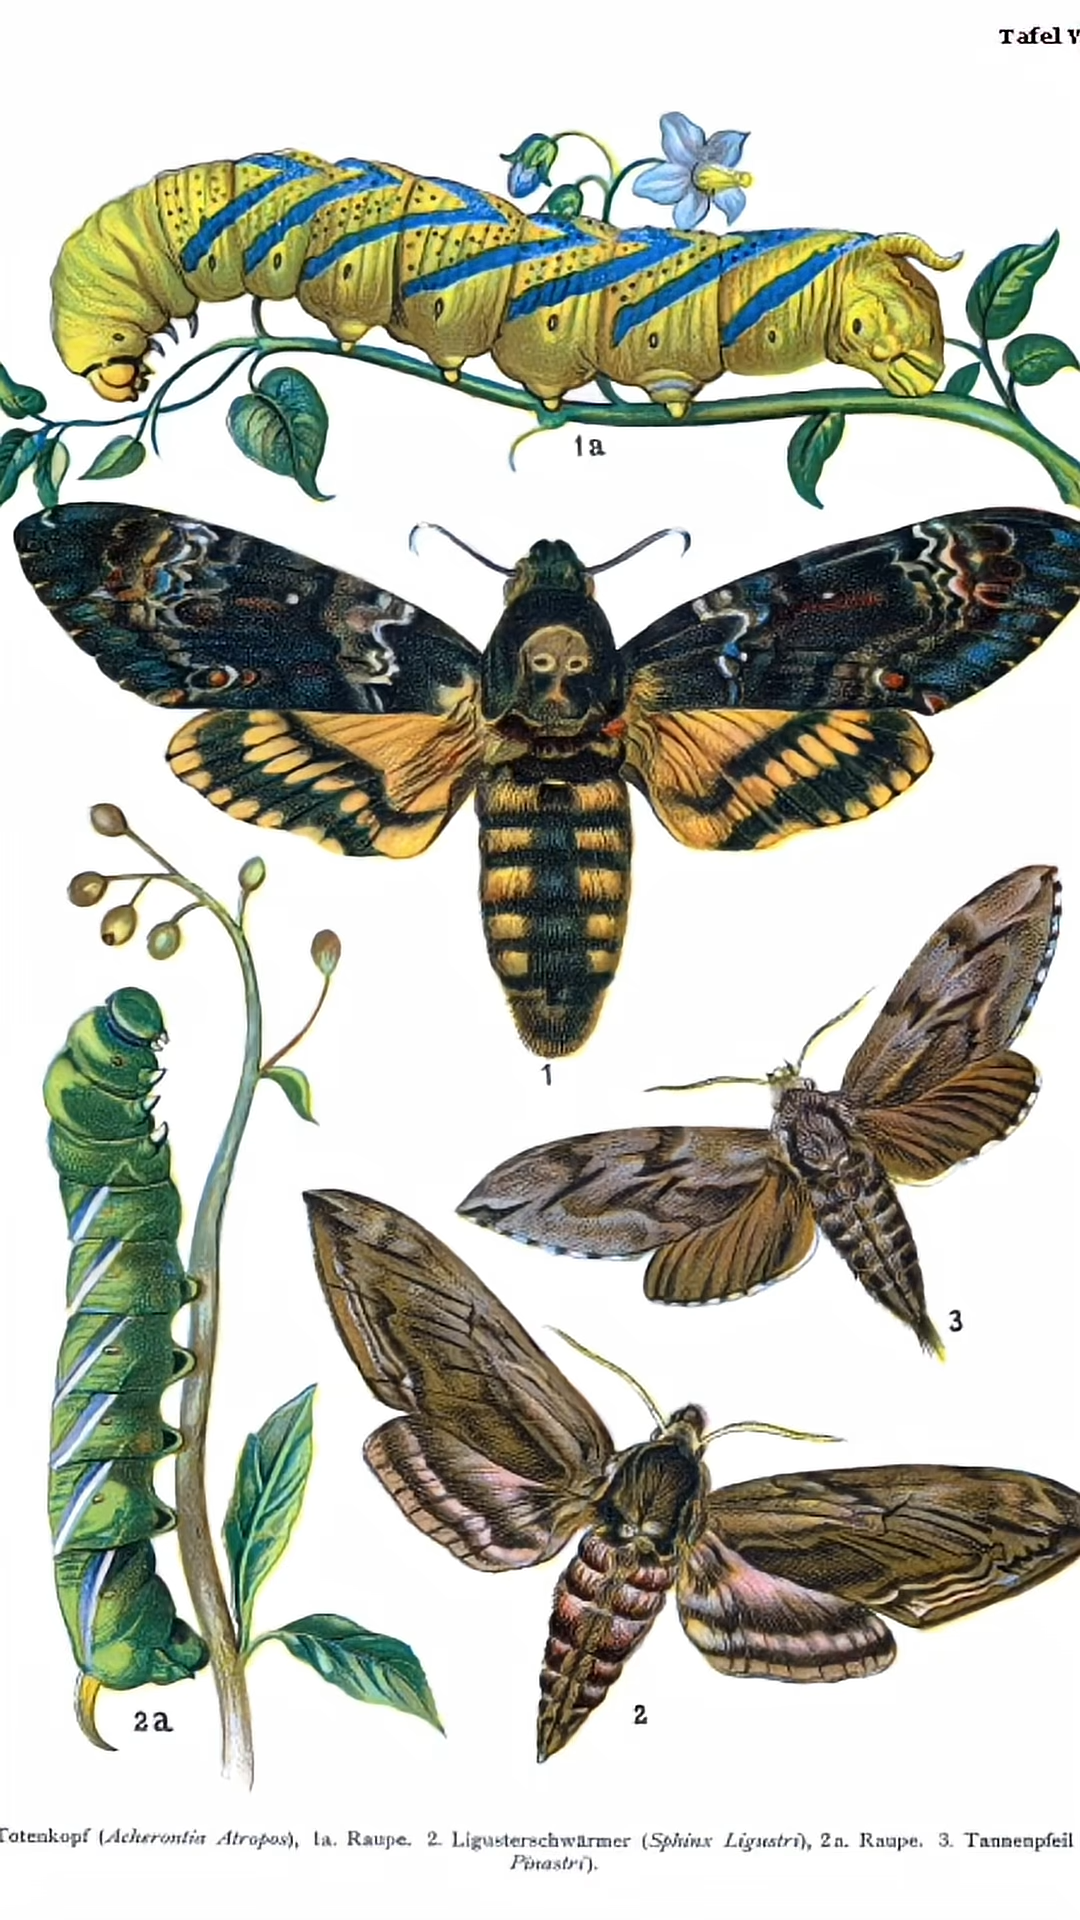 Tafel V
1a
1
3
2
2a
Totenkopf (Acherontia Atropos), 1a. Raupe. 2. Ligusterschwärmer (Sphinx Ligustri), 2a. Raupe. 3. Tannenpfeil
Pinastri).